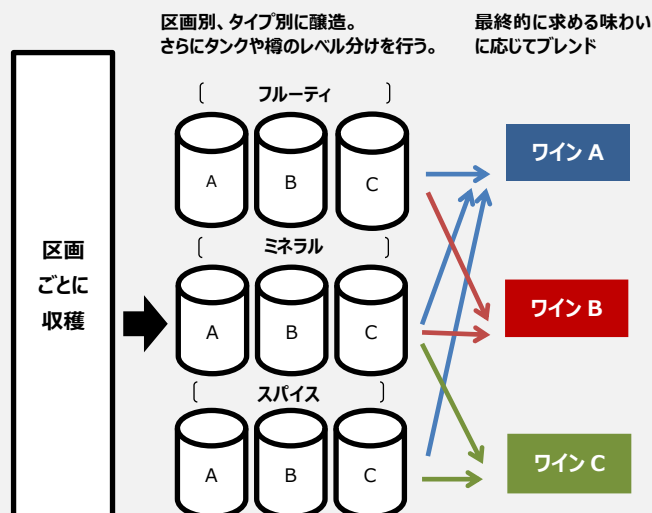 区画別、タイプ別に醸造。
さらにタンクや樽のレベル分けを行う。
最終的に求める味わい
に応じてブレンド
区画
ごとに
収穫
〔 フルーティ 〕
A B C
〔 ミネラル 〕
A B C
〔 スパイス 〕
A B C
ワイン A
ワイン B
ワイン C